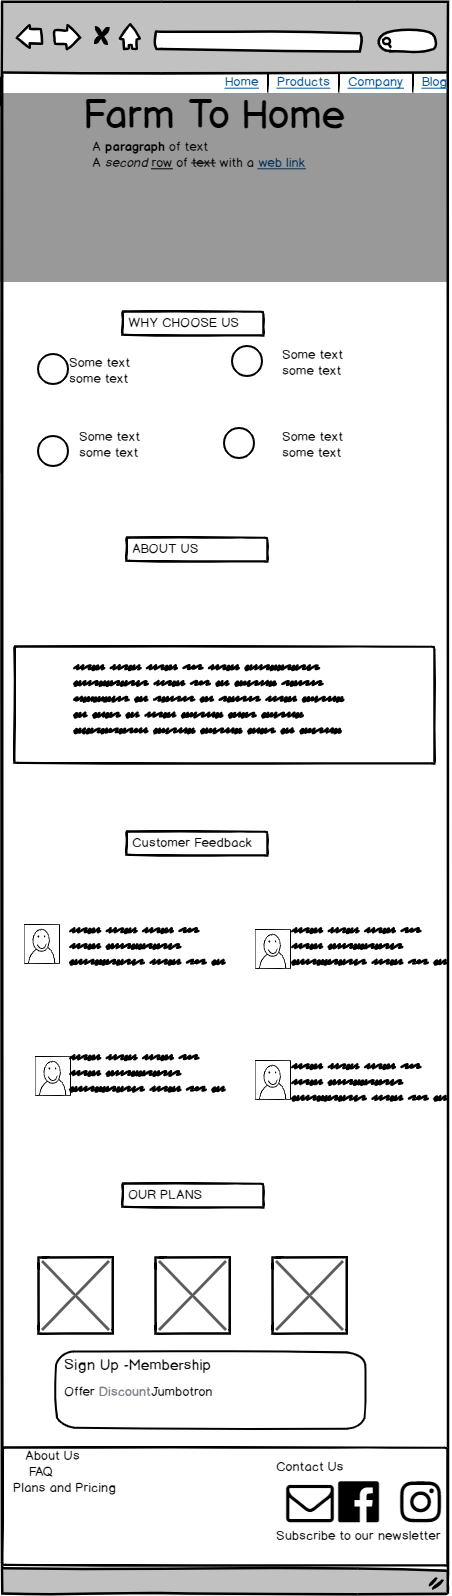 Home Products Company Blog
Farm To Home
A paragraph of text
A second row of text with a web link
WHY CHOOSE US
Some text
some text
Some text
some text
Some text
some text
Some text
some text
ABOUT US
Customer Feedback
OUR PLANS
Sign Up -Membership
Offer DiscountJumbotron
About Us
FAQ
Plans and Pricing
Contact Us
Subscribe to our newsletter